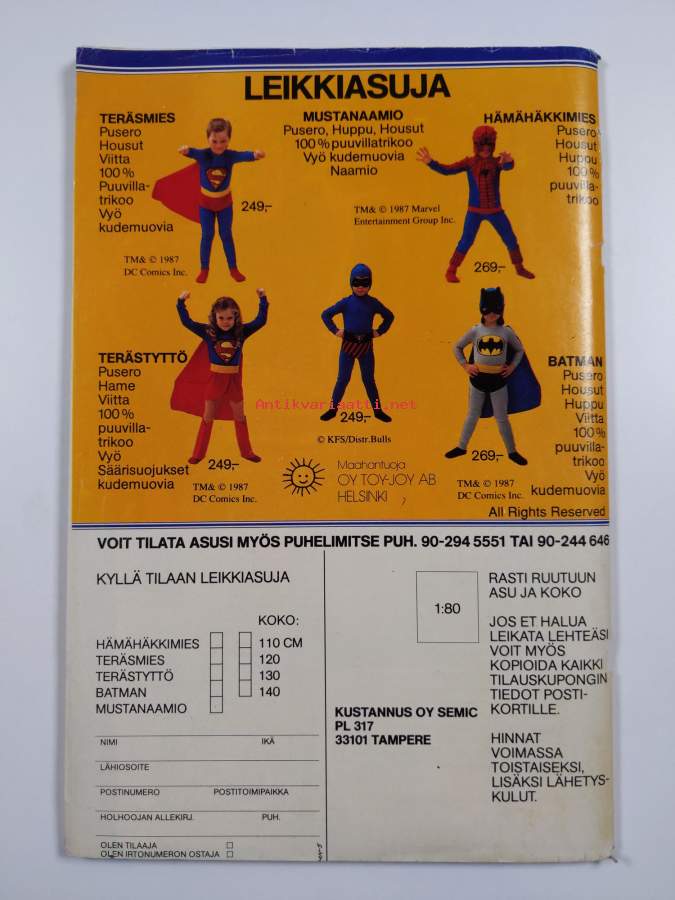 LEIKKIASUJA
TERÄSMIES
Pusero
Housut
Viitta
100%
Puuvilla-
trikoo
Vyö
kudemuovia
249,-
TM& © 1987
DC Comics Inc.
MUSTANAAMIO
Pusero, Huppu, Housut
100% puuvillatrikoo
Vyö kudemuovia
Naamio
TM& © 1987 Marvel
Entertainment Group Inc.
HÄMÄHÄKKIMIES
Pusero
Housut
Huppu
100%
puuvilla-
trikoo
269,-
TERÄSTYTTÖ
Pusero
Hame
Viitta
100%
puuvilla-
trikoo
Vyö
Säärisuojukset
kudemuovia
249,-
TM& © 1987
DC Comics Inc.
249,-
© KFS/Distr.Bulls
Antikvariaatti.net
Maahantuoja
OY TOY-JOY AB
HELSINKI
BATMAN
Pusero
Housut
Huppu
Viitta
100%
puuvilla-
trikoo
Vyö
kudemuovia
269,-
TM& © 1987
DC Comics Inc.
All Rights Reserved
VOIT TILATA ASUSI MYÖS PUHELIMITSE PUH. 90-294 5551 TAI 90-244 646
KYLLÄ TILAAN LEIKKIASUJA
KOKO:
HÄMÄHÄKKIMIES 110 CM
TERÄSMIES 120
TERÄSTYTTÖ 130
BATMAN 140
MUSTANAAMIO
NIMI IKÄ
LÄHIOSOITE
POSTINUMERO POSTITOIMIPAIKKA
HOLHOOJAN ALLEKIRJ. PUH.
OLEN TILAAJA
OLEN IRTONUMERON OSTAJA
1:80
KUSTANNUS OY SEMIC
PL 317
33101 TAMPERE
RASTI RUUTUUN
ASU JA KOKO
JOS ET HALUA
LEIKATA LEHTEÄSI
VOIT MYÖS
KOPIOIDA KAIKKI
TILAUSKUPONGIN
TIEDOT POSTI-
KORTILLE.
HINNAT
VOIMASSA
TOISTAISEKSI,
LISÄKSI LÄHETYS-
KULUT.